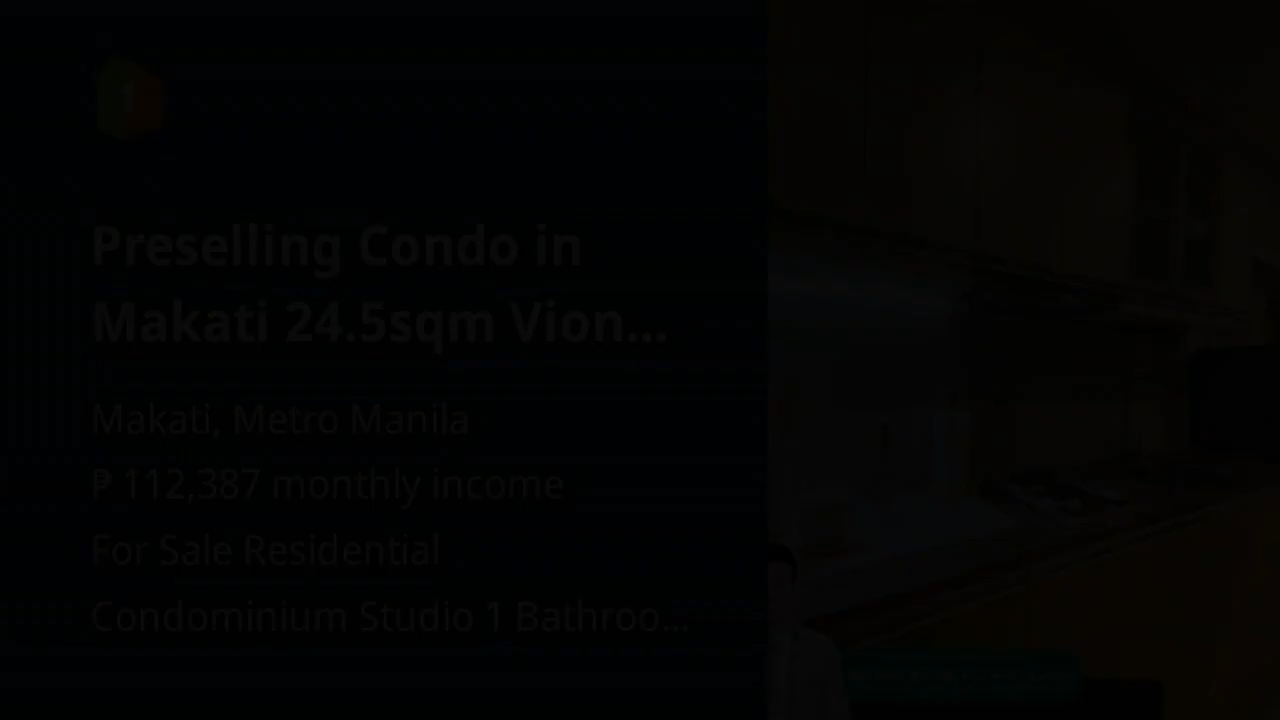 Preselling Condo in
Makati 24.5sqm Vion...
Makati, Metro Manila
₱ 112,387 monthly income
For Sale Residential
Condominium Studio 1 Bathroo...